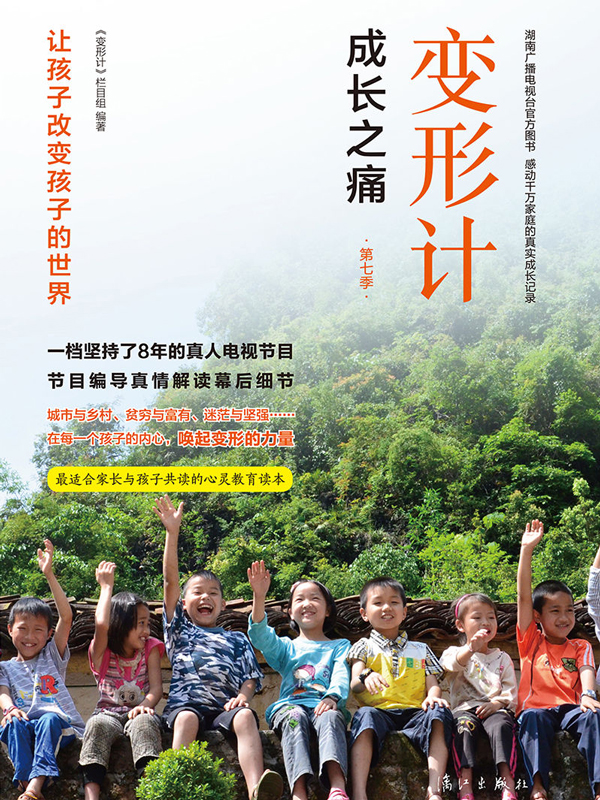 湖南广播电视台官方图书 感动千万家庭的真实成长记录
变形计
成长之痛
·第七季·
《变形计》栏目组 编著
让孩子改变孩子的世界
一档坚持了8年的真人电视节目
节目编导真情解读幕后细节
城市与乡村、贫穷与富有、迷茫与坚强……
在每一个孩子的内心，唤起变形的力量
最适合家长与孩子共读的心灵教育读本
漓江出版社